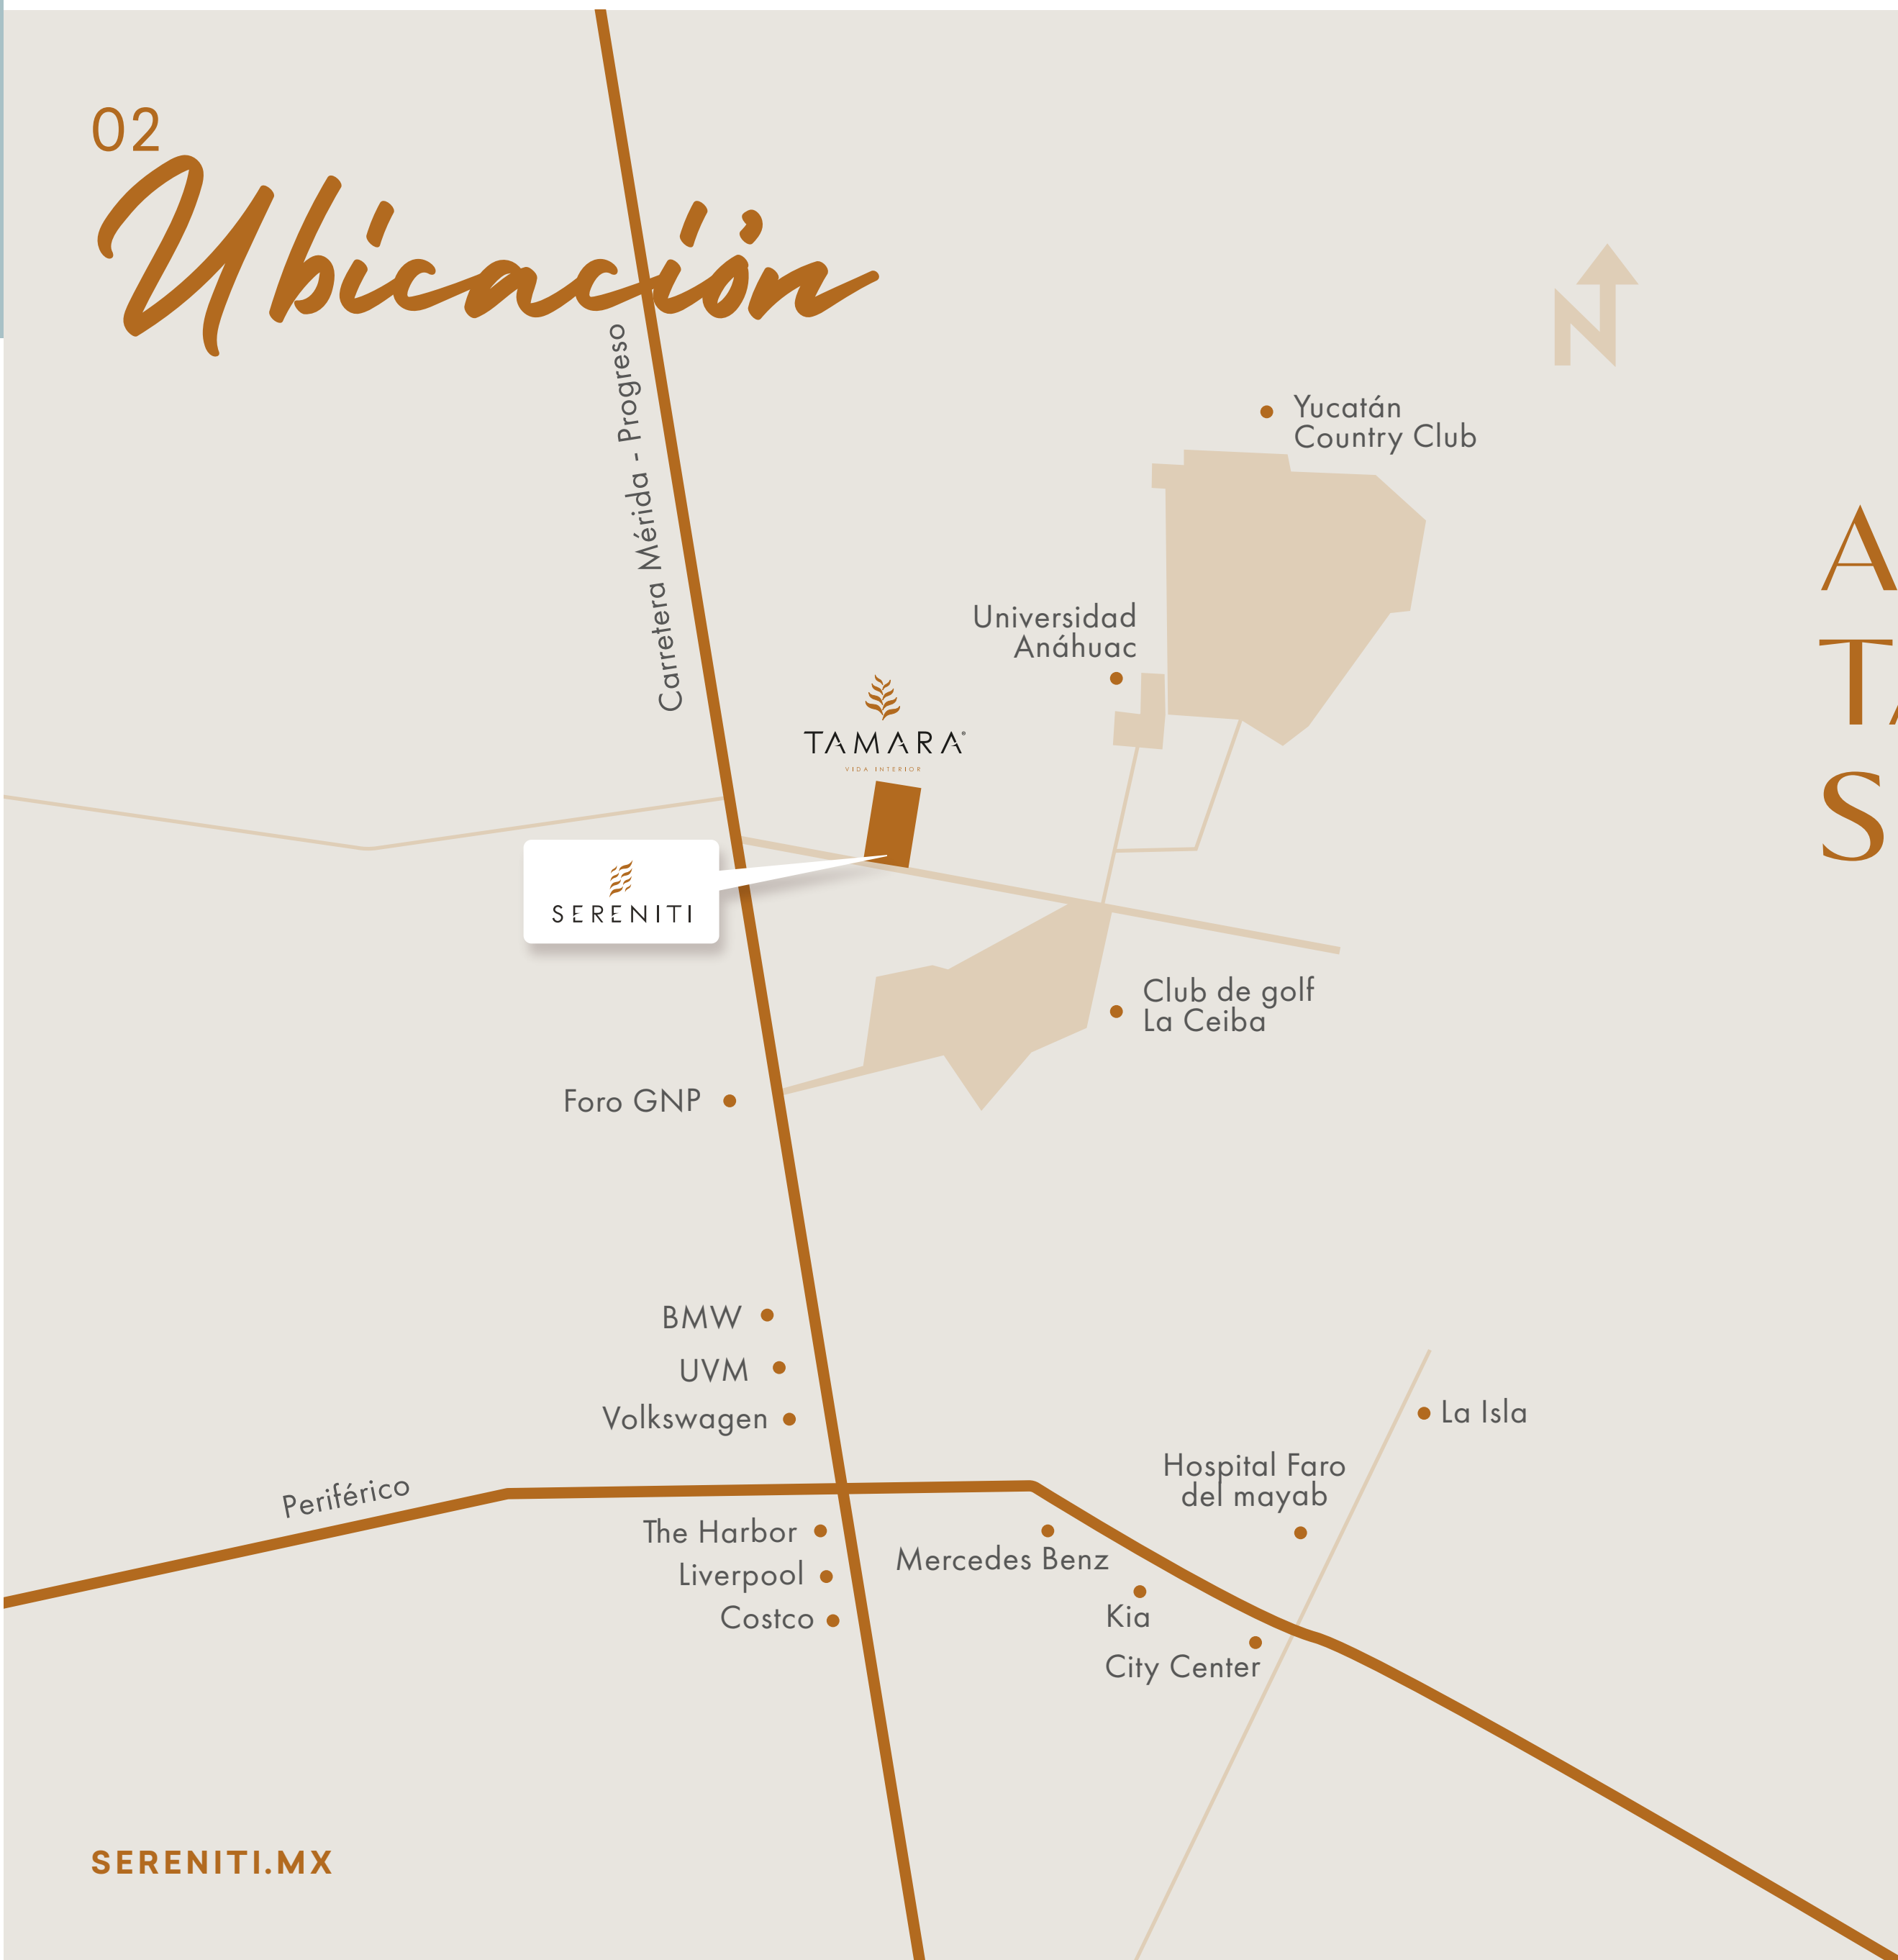 02
Ubicación
Carretera Mérida - Progreso
N
Yucatán
Country Club
A
Universidad
Anáhuac
T
TAMARA®
VIDA INTERIOR
S
SERENITI
Club de golf
La Ceiba
Foro GNP
BMW
UVM
Volkswagen
La Isla
Hospital Faro
del mayab
Periférico
The Harbor
Mercedes Benz
Liverpool
Kia
Costco
City Center
SERENITI.MX